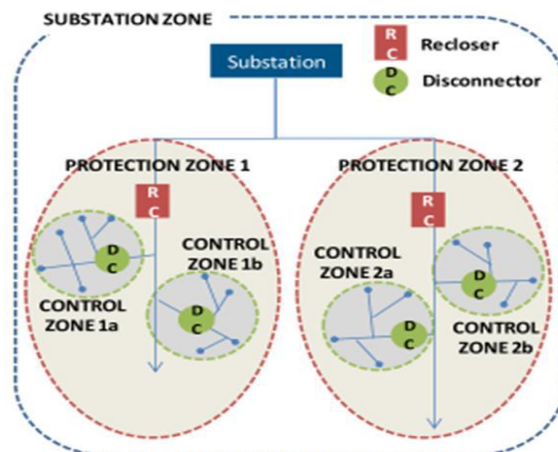 SUBSTATION ZONE
R
C
Recloser
Substation
D
C
Disconnector
PROTECTION ZONE 1
PROTECTION ZONE 2
R
C
R
C
D
C
CONTROL
ZONE 1b
CONTROL
ZONE 1a
D
C
CONTROL
ZONE 2a
D
C
D
C
CONTROL
ZONE 2b